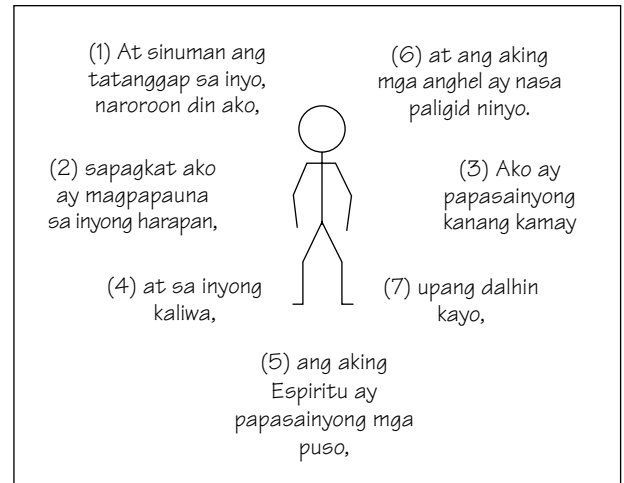 (1) At sinuman ang
tatanggap sa inyo,
naroroon din ako,
(6) at ang aking
mga anghel ay nasa
paligid ninyo.
(2) sapagkat ako
ay magpapauna
sa inyong harapan,
(3) Ako ay
papasainyong
kanang kamay
(4) at sa inyong
kaliwa,
(7) upang dalhin
kayo,
(5) ang aking
Espiritu ay
papasainyong mga
puso,